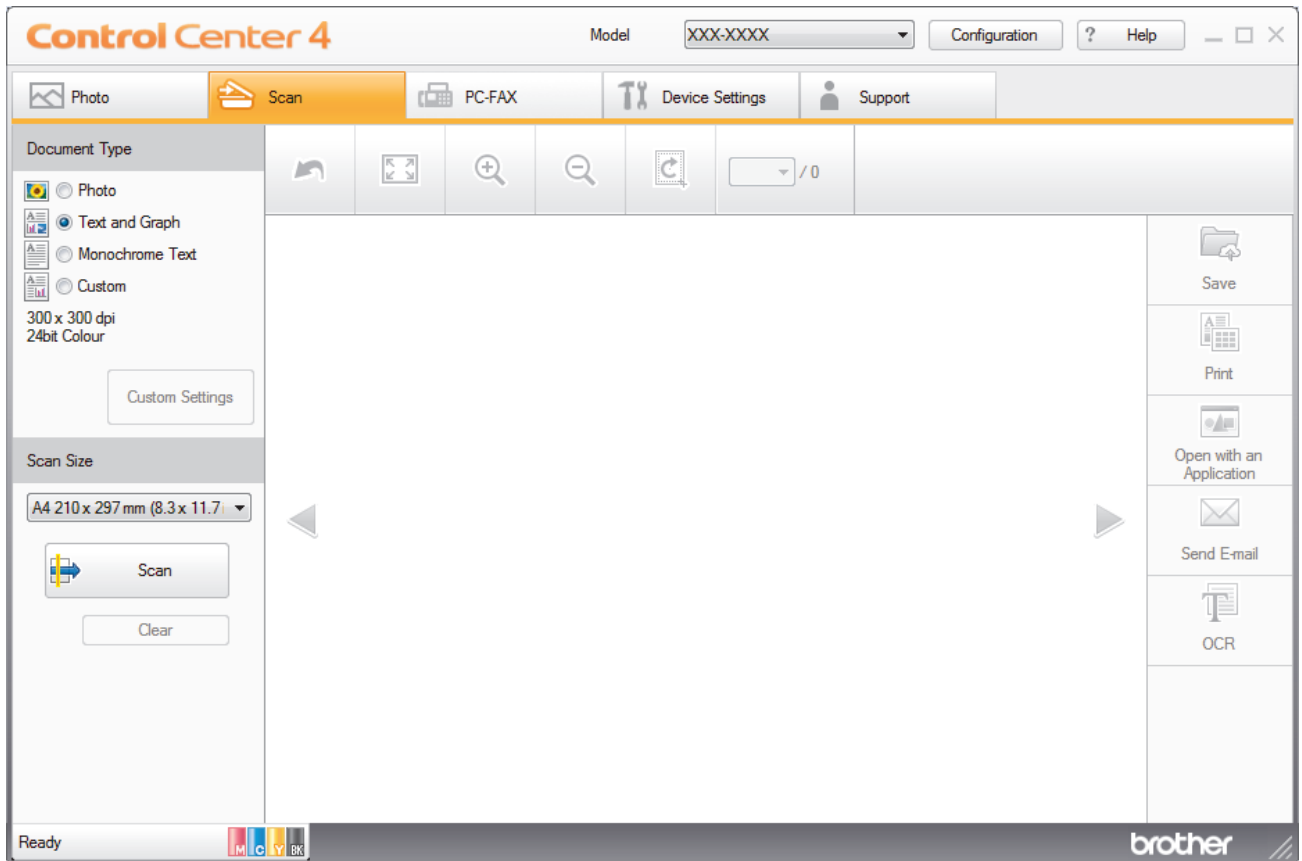 Control Center 4
Model
XXX-XXXX
Configuration
? Help
Photo
Scan
PC-FAX
Device Settings
Support
Document Type
Photo
Text and Graph
Monochrome Text
Custom
300 x 300 dpi
24bit Colour
Custom Settings
Scan Size
A4 210 x 297 mm (8.3 x 11.7
Scan
Clear
/ 0
Save
Print
Open with an
Application
Send E-mail
OCR
Ready
M C Y BK
brother